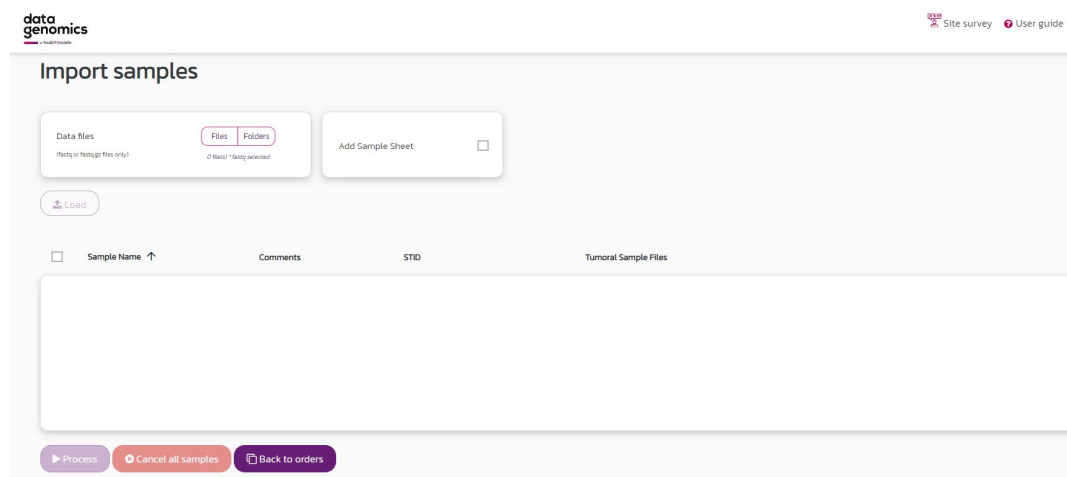 data
genomics
Site survey
User guide
Import samples
Data files
Files
Folders
(fastq or fastq.gz files only)
0 file(s) *.fastq selected
Add Sample Sheet
Load
Sample Name
Comments
STID
Tumoral Sample Files
Process
Cancel all samples
Back to orders